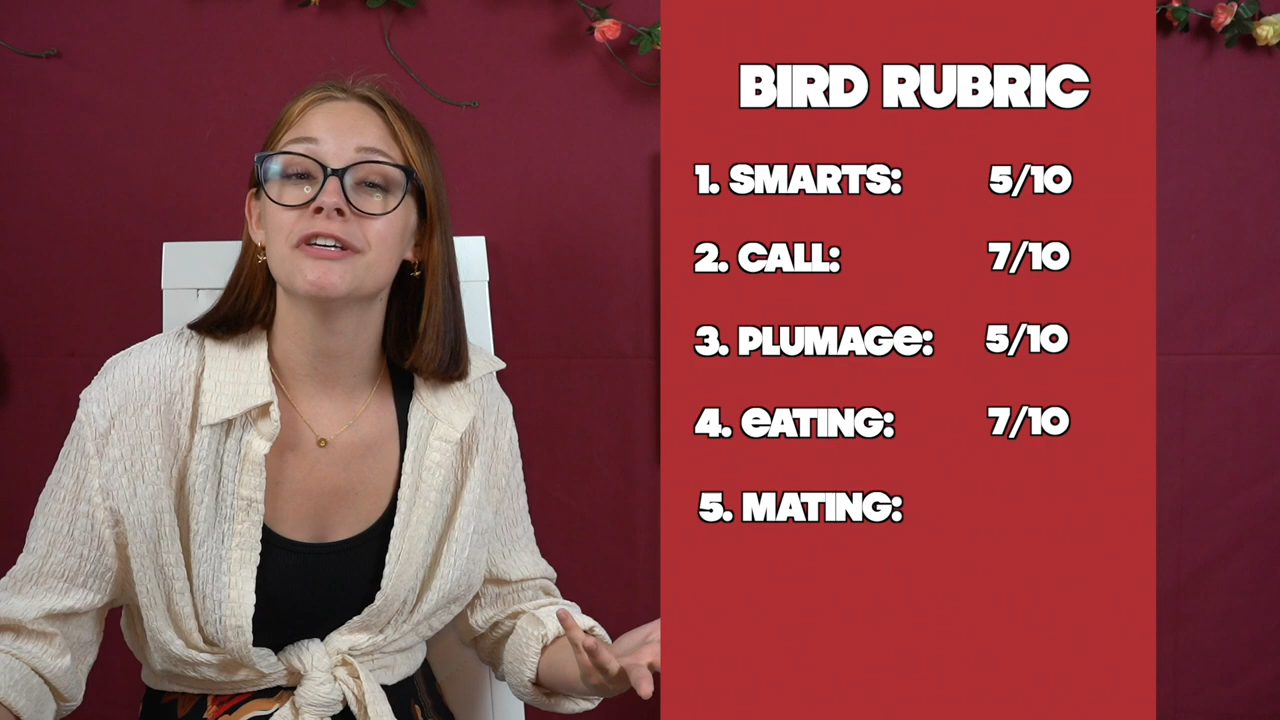 BIRD RUBRIC
1. SMARTS: 5/10
2. CALL: 7/10
3. PLUMAGe: 5/10
4. eATING: 7/10
5. MATING: